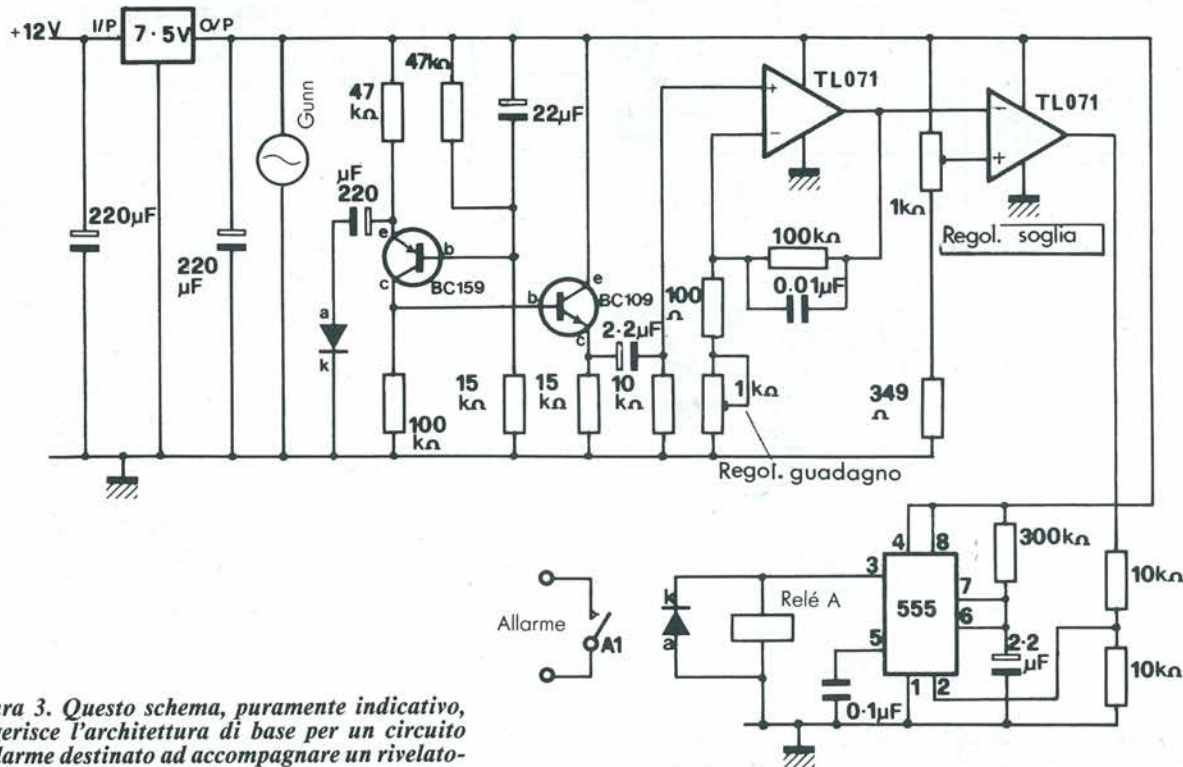 +12V
I/P
7·5V
O/P
220µF
220
µF
Gunn
47
kΩ
47kΩ
22µF
µF
220
e
b
c
BC159
a
k
100
kΩ
15
kΩ
b
e
BC109
c
15
kΩ
2·2µF
10
kΩ
+
−
TL071
100
Ω
100kΩ
0.01µF
1kΩ
Regol. guadagno
−
+
TL071
1kΩ
Regol. soglia
349
Ω
Allarme
A1
k
a
Relé A
3
4
8
555
7
6
5
1
2
0·1µF
300kΩ
2·2
µF
10kΩ
10kΩ
ura 3. Questo schema, puramente indicativo,
gerisce l'architettura di base per un circuito
larme destinato ad accompagnare un rivelato-